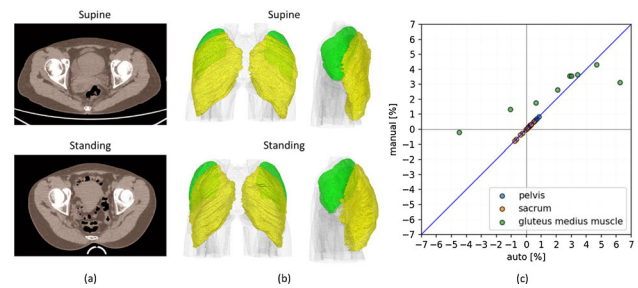 Supine
Standing
(a)
Supine
Standing
(b)
(c)
manual [%]
7
6
5
4
3
2
1
0
−1
−2
−3
−4
−5
−6
−7
−7 −6 −5 −4 −3 −2 −1 0 1 2 3 4 5 6 7
auto [%]
pelvis
sacrum
gluteus medius muscle